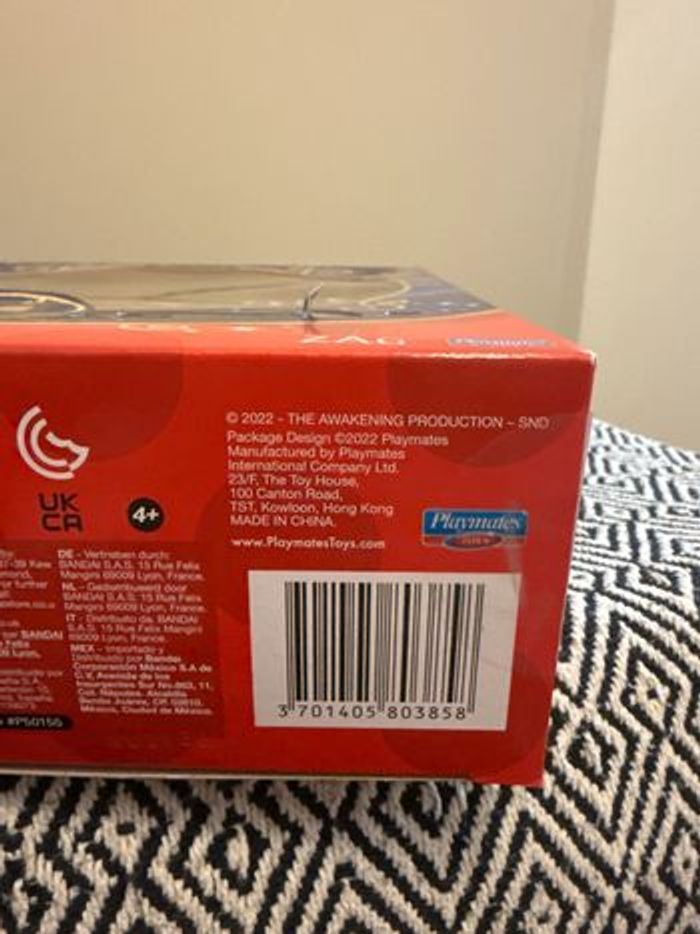 ZAG
© 2022 - THE AWAKENING PRODUCTION – SND
Package Design ©2022 Playmates
Manufactured by Playmates
International Company Ltd.
23/F, The Toy House,
100 Canton Road,
TST, Kowloon, Hong Kong
MADE IN CHINA.
www.PlaymatesToys.com
Playmates
TOYS
UK
CA
4+
DE - Vertrieben durch:
BANDAI S.A.S. 15 Rue Felix
Mangini 69009 Lyon, France.
NL - Gedistribueerd door
BANDAI S.A.S. 15 Rue Felix
Mangini 69009 Lyon, France.
IT - Distribuito da: BANDAI
S.A.S. 15 Rue Felix Mangini
69009 Lyon, France.
MEX - Importado y
Distribuido por Bandai
Corporación México S.A de
C.V, Avenida de los
Insurgentes Sur No.863, 11,
Col. Nápoles. Alcaldía
Benito Juárez, CP. 03810.
México, Ciudad de México.
#P50155
3 701405 803858